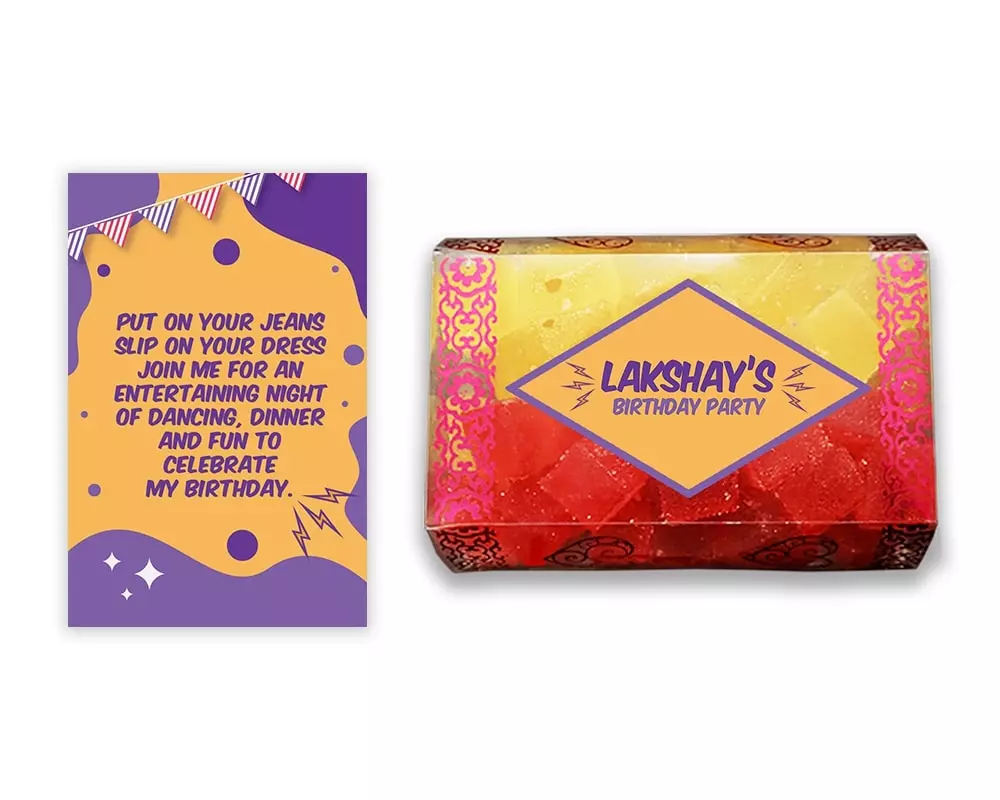 PUT ON YOUR JEANS
SLIP ON YOUR DRESS
JOIN ME FOR AN
ENTERTAINING NIGHT
OF DANCING, DINNER
AND FUN TO
CELEBRATE
MY BIRTHDAY.
LAKSHAY'S
BIRTHDAY PARTY